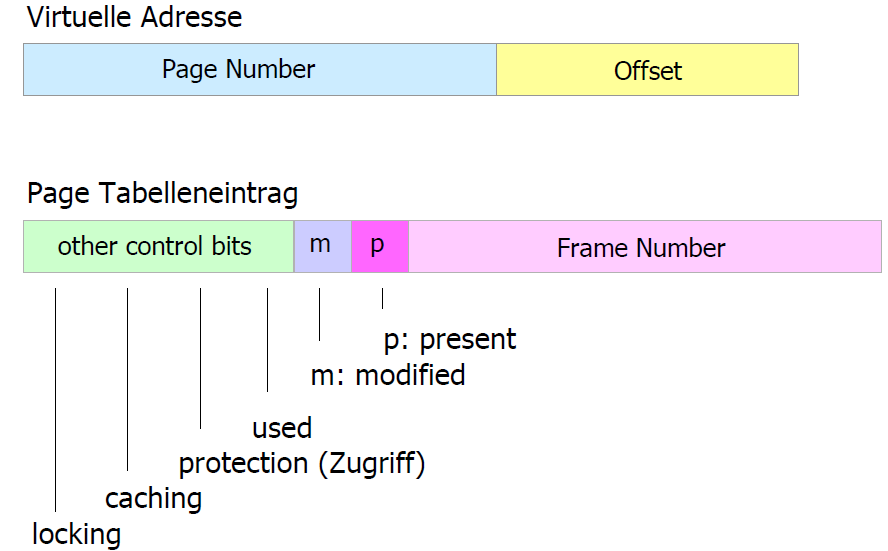 Virtuelle Adresse
Page Number Offset
Page Tabelleneintrag
other control bits m p Frame Number
p: present
m: modified
used
protection (Zugriff)
caching
locking